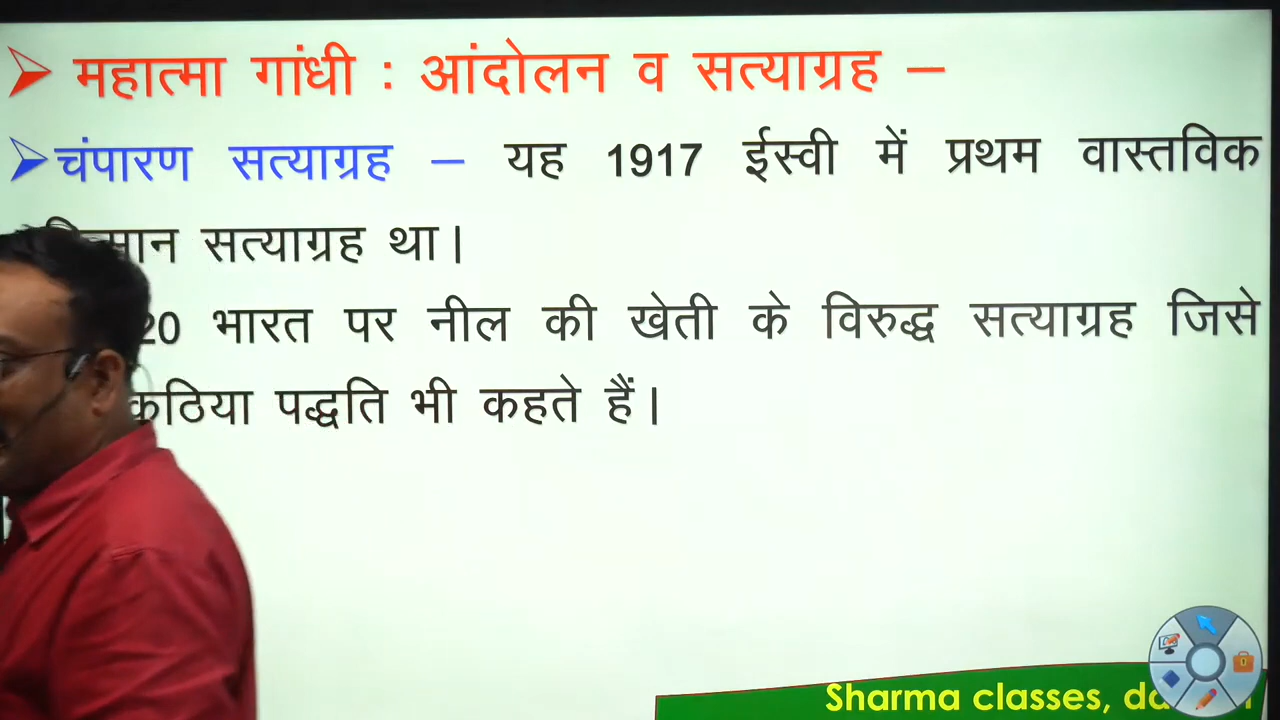 महात्मा गांधी : आंदोलन व सत्याग्रह –
चंपारण सत्याग्रह – यह 1917 ईस्वी में प्रथम वास्तविक
सत्याग्रह था।
20 भारत पर नील की खेती के विरुद्ध सत्याग्रह जिसे
कठिया पद्धति भी कहते हैं।
Sharma classes,